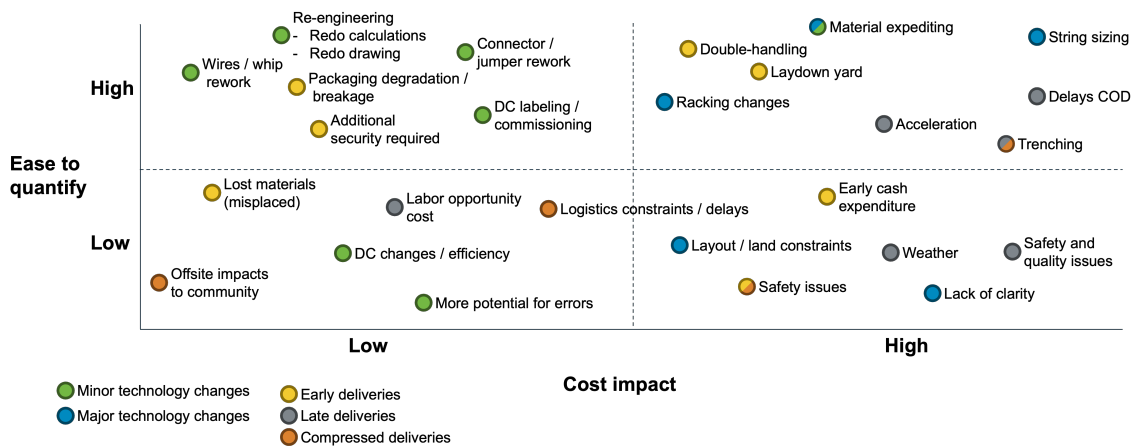 Re-engineering
- Redo calculations
- Redo drawing
Wires / whip
rework
Connector /
jumper rework
Packaging degradation /
breakage
DC labeling /
commissioning
Additional
security required
Material expediting
String sizing
Double-handling
Laydown yard
Racking changes
Delays COD
Acceleration
Trenching
High
Ease to
quantify
Low
Lost materials
(misplaced)
Labor opportunity
cost
Logistics constraints / delays
DC changes / efficiency
Offsite impacts
to community
More potential for errors
Early cash
expenditure
Layout / land constraints
Weather
Safety and
quality issues
Safety issues
Lack of clarity
Low
High
Cost impact
Minor technology changes
Major technology changes
Early deliveries
Late deliveries
Compressed deliveries